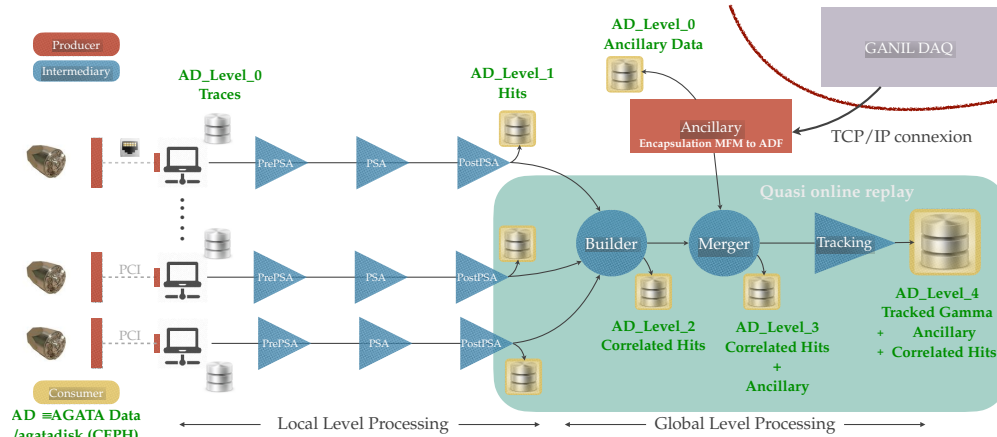 Producer
Intermediary
AD_Level_0
Traces
AD_Level_1
Hits
AD_Level_0
Ancillary Data
GANIL DAQ
Ancillary
Encapsulation MFM to ADF
TCP/IP connexion
PrePSA
PSA
PostPSA
Quasi online replay
PCI
PrePSA
PSA
PostPSA
Builder
Merger
Tracking
PCI
PrePSA
PSA
PostPSA
AD_Level_2
Correlated Hits
AD_Level_3
Correlated Hits
+
Ancillary
AD_Level_4
Tracked Gamma
+ Ancillary
+ Correlated Hits
Consumer
AD ≡AGATA Data
/agatadisk (CEPH)
Local Level Processing
Global Level Processing